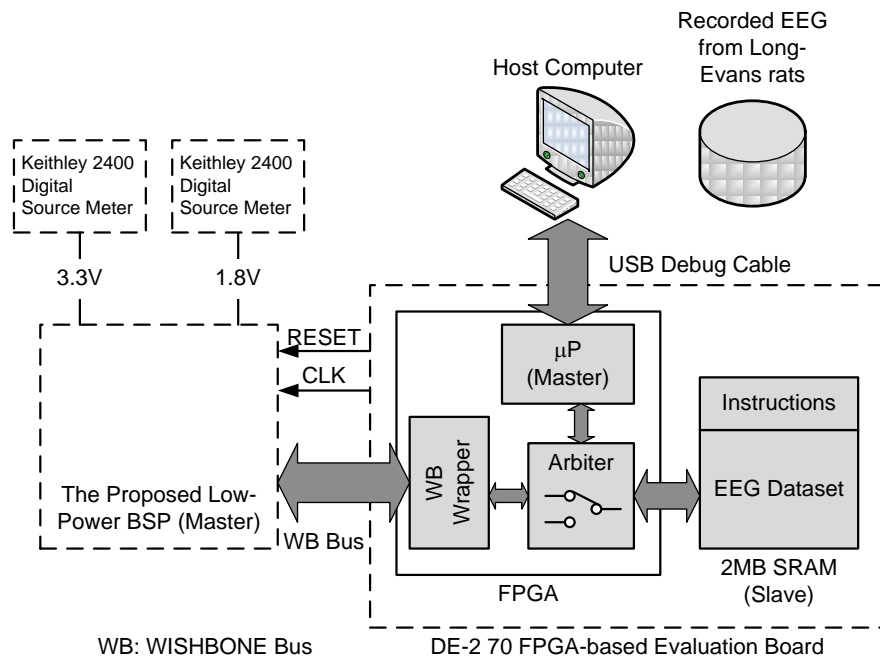 Recorded EEG
from Long-
Evans rats
Host Computer
Keithley 2400
Digital
Source Meter
Keithley 2400
Digital
Source Meter
3.3V
1.8V
USB Debug Cable
RESET
CLK
μP
(Master)
Instructions
EEG Dataset
WB
Wrapper
Arbiter
The Proposed Low-
Power BSP (Master)
WB Bus
FPGA
2MB SRAM
(Slave)
WB: WISHBONE Bus
DE-2 70 FPGA-based Evaluation Board